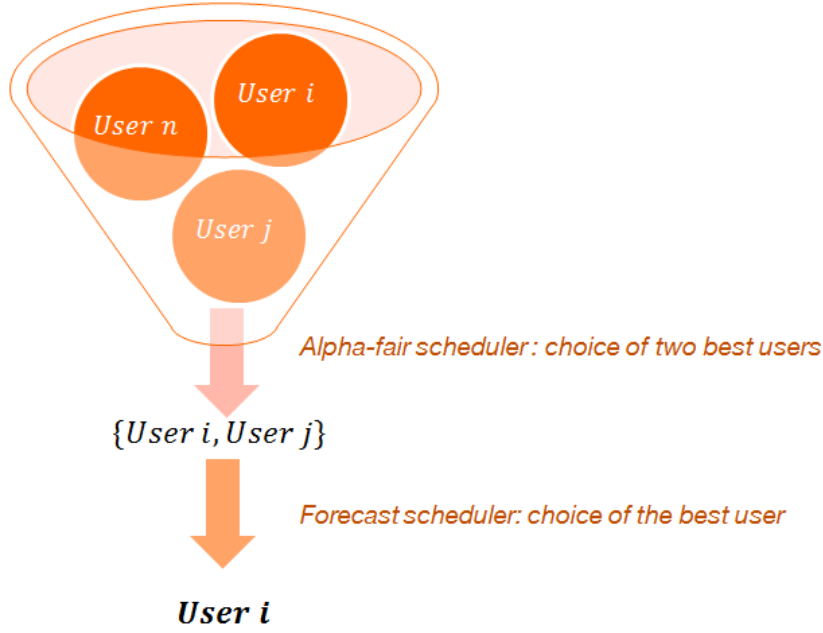 User i
User n
User j
Alpha-fair scheduler : choice of two best users
{User i, User j}
Forecast scheduler: choice of the best user
User i